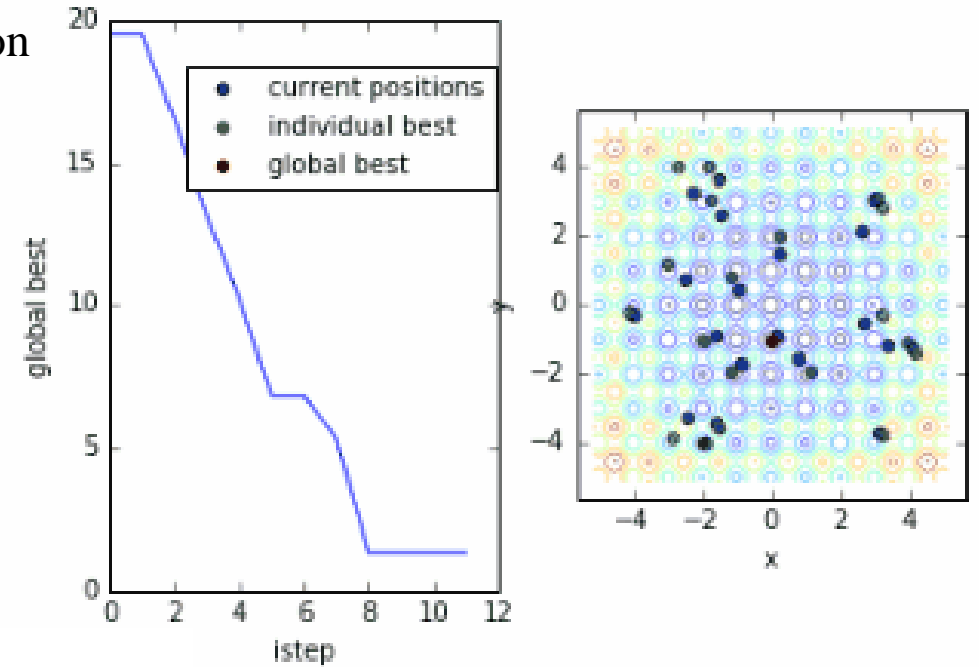 on
20
15
10
5
0
global best
current positions
individual best
global best
0 2 4 6 8 10 12
istep
4
2
0
−2
−4
y
−4 −2 0 2 4
x